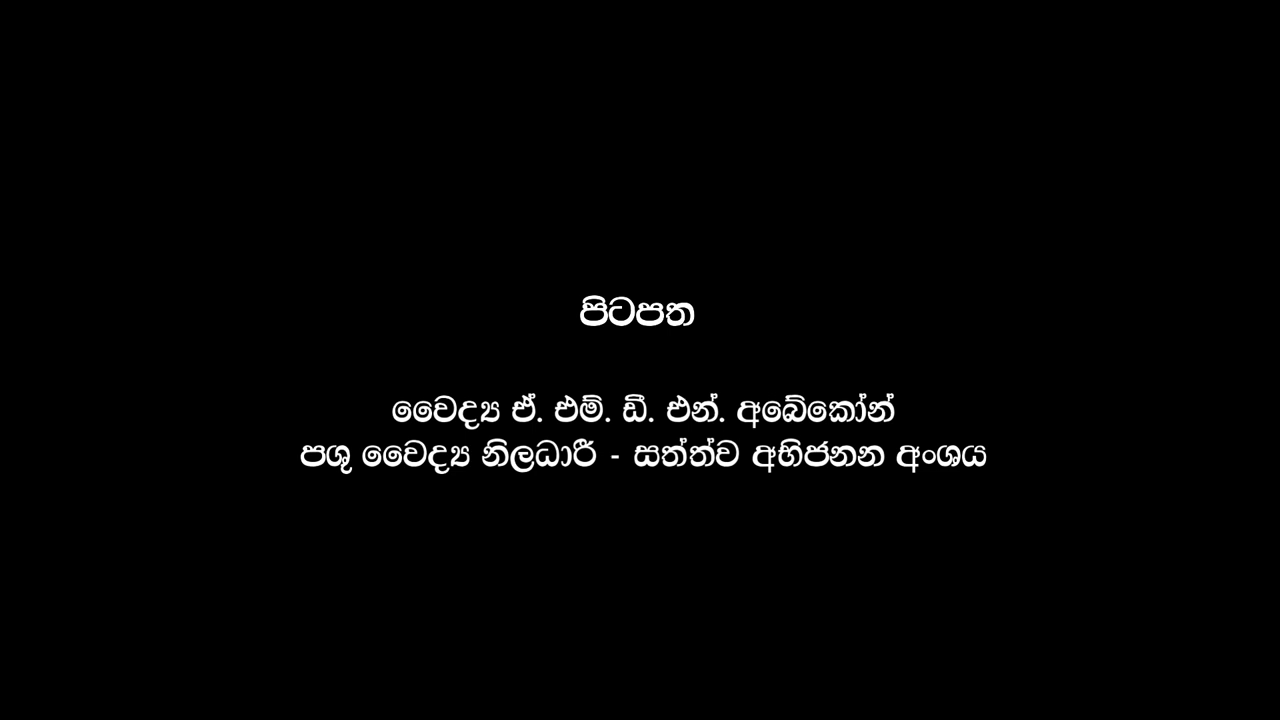 පිටපත
වෛද්‍ය ඒ. එම්. ඩී. එන්. අබේකෝන්
පශු වෛද්‍ය නිලධාරී - සත්ත්ව අභිජනන අංශය